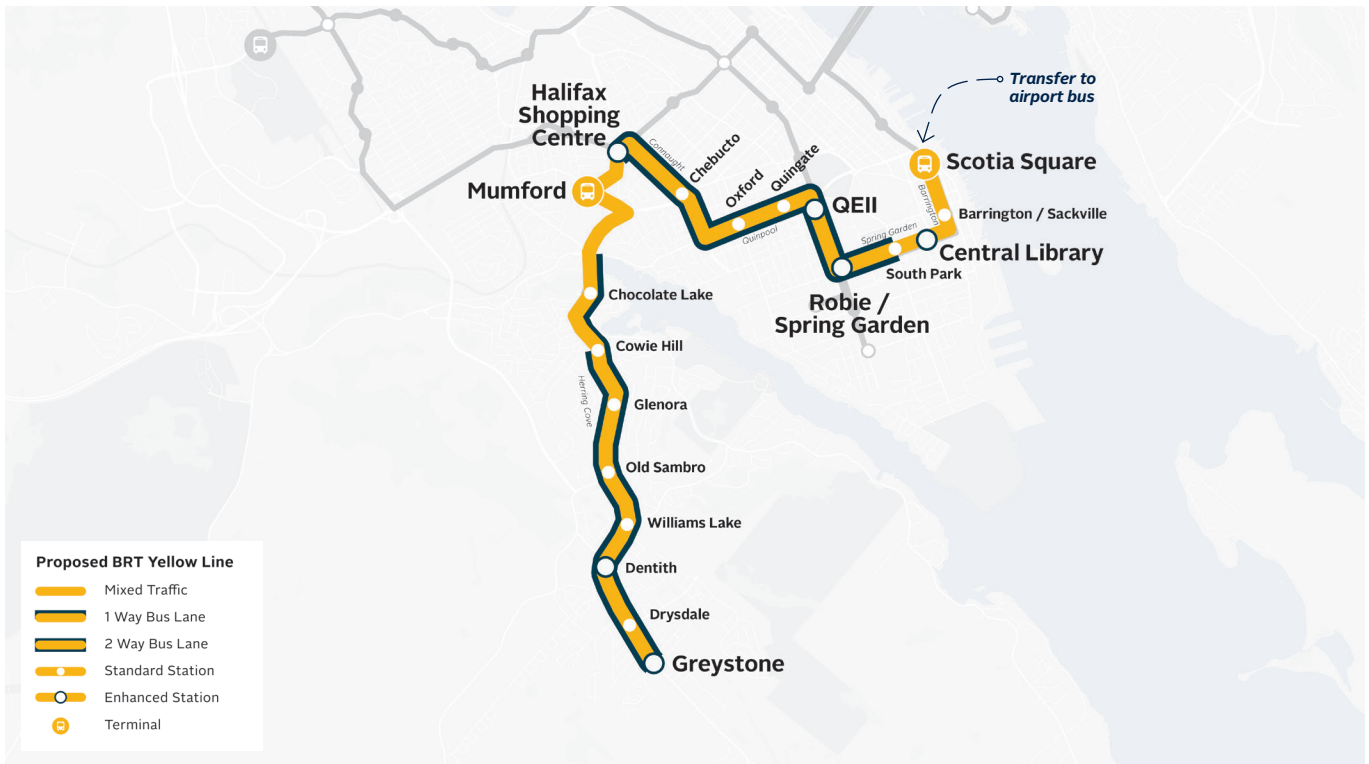 Transfer to
airport bus
Halifax
Shopping
Centre
Connaught
Chebucto
Oxford
Quingate
Quinpool
Mumford
QEII
Scotia Square
Barrington
Barrington / Sackville
Spring Garden
Central Library
South Park
Robie /
Spring Garden
Chocolate Lake
Cowie Hill
Herring Cove
Glenora
Old Sambro
Williams Lake
Dentith
Drysdale
Greystone
Proposed BRT Yellow Line
Mixed Traffic
1 Way Bus Lane
2 Way Bus Lane
Standard Station
Enhanced Station
Terminal